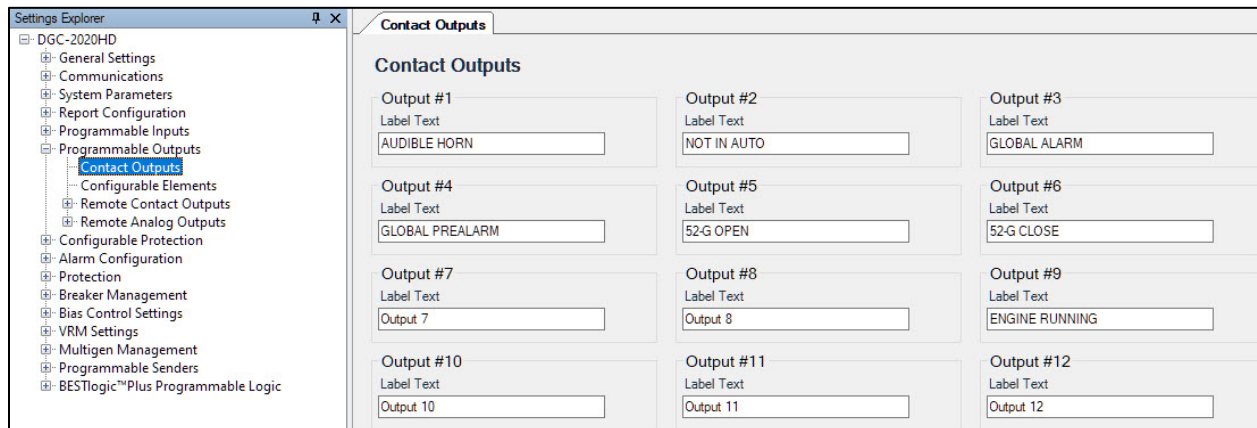 Settings Explorer
DGC-2020HD
General Settings
Communications
System Parameters
Report Configuration
Programmable Inputs
Programmable Outputs
Contact Outputs
Configurable Elements
Remote Contact Outputs
Remote Analog Outputs
Configurable Protection
Alarm Configuration
Protection
Breaker Management
Bias Control Settings
VRM Settings
Multigen Management
Programmable Senders
BESTlogic™Plus Programmable Logic
Contact Outputs
Contact Outputs
Output #1
Label Text
AUDIBLE HORN
Output #2
Label Text
NOT IN AUTO
Output #3
Label Text
GLOBAL ALARM
Output #4
Label Text
GLOBAL PREALARM
Output #5
Label Text
52-G OPEN
Output #6
Label Text
52-G CLOSE
Output #7
Label Text
Output 7
Output #8
Label Text
Output 8
Output #9
Label Text
ENGINE RUNNING
Output #10
Label Text
Output 10
Output #11
Label Text
Output 11
Output #12
Label Text
Output 12